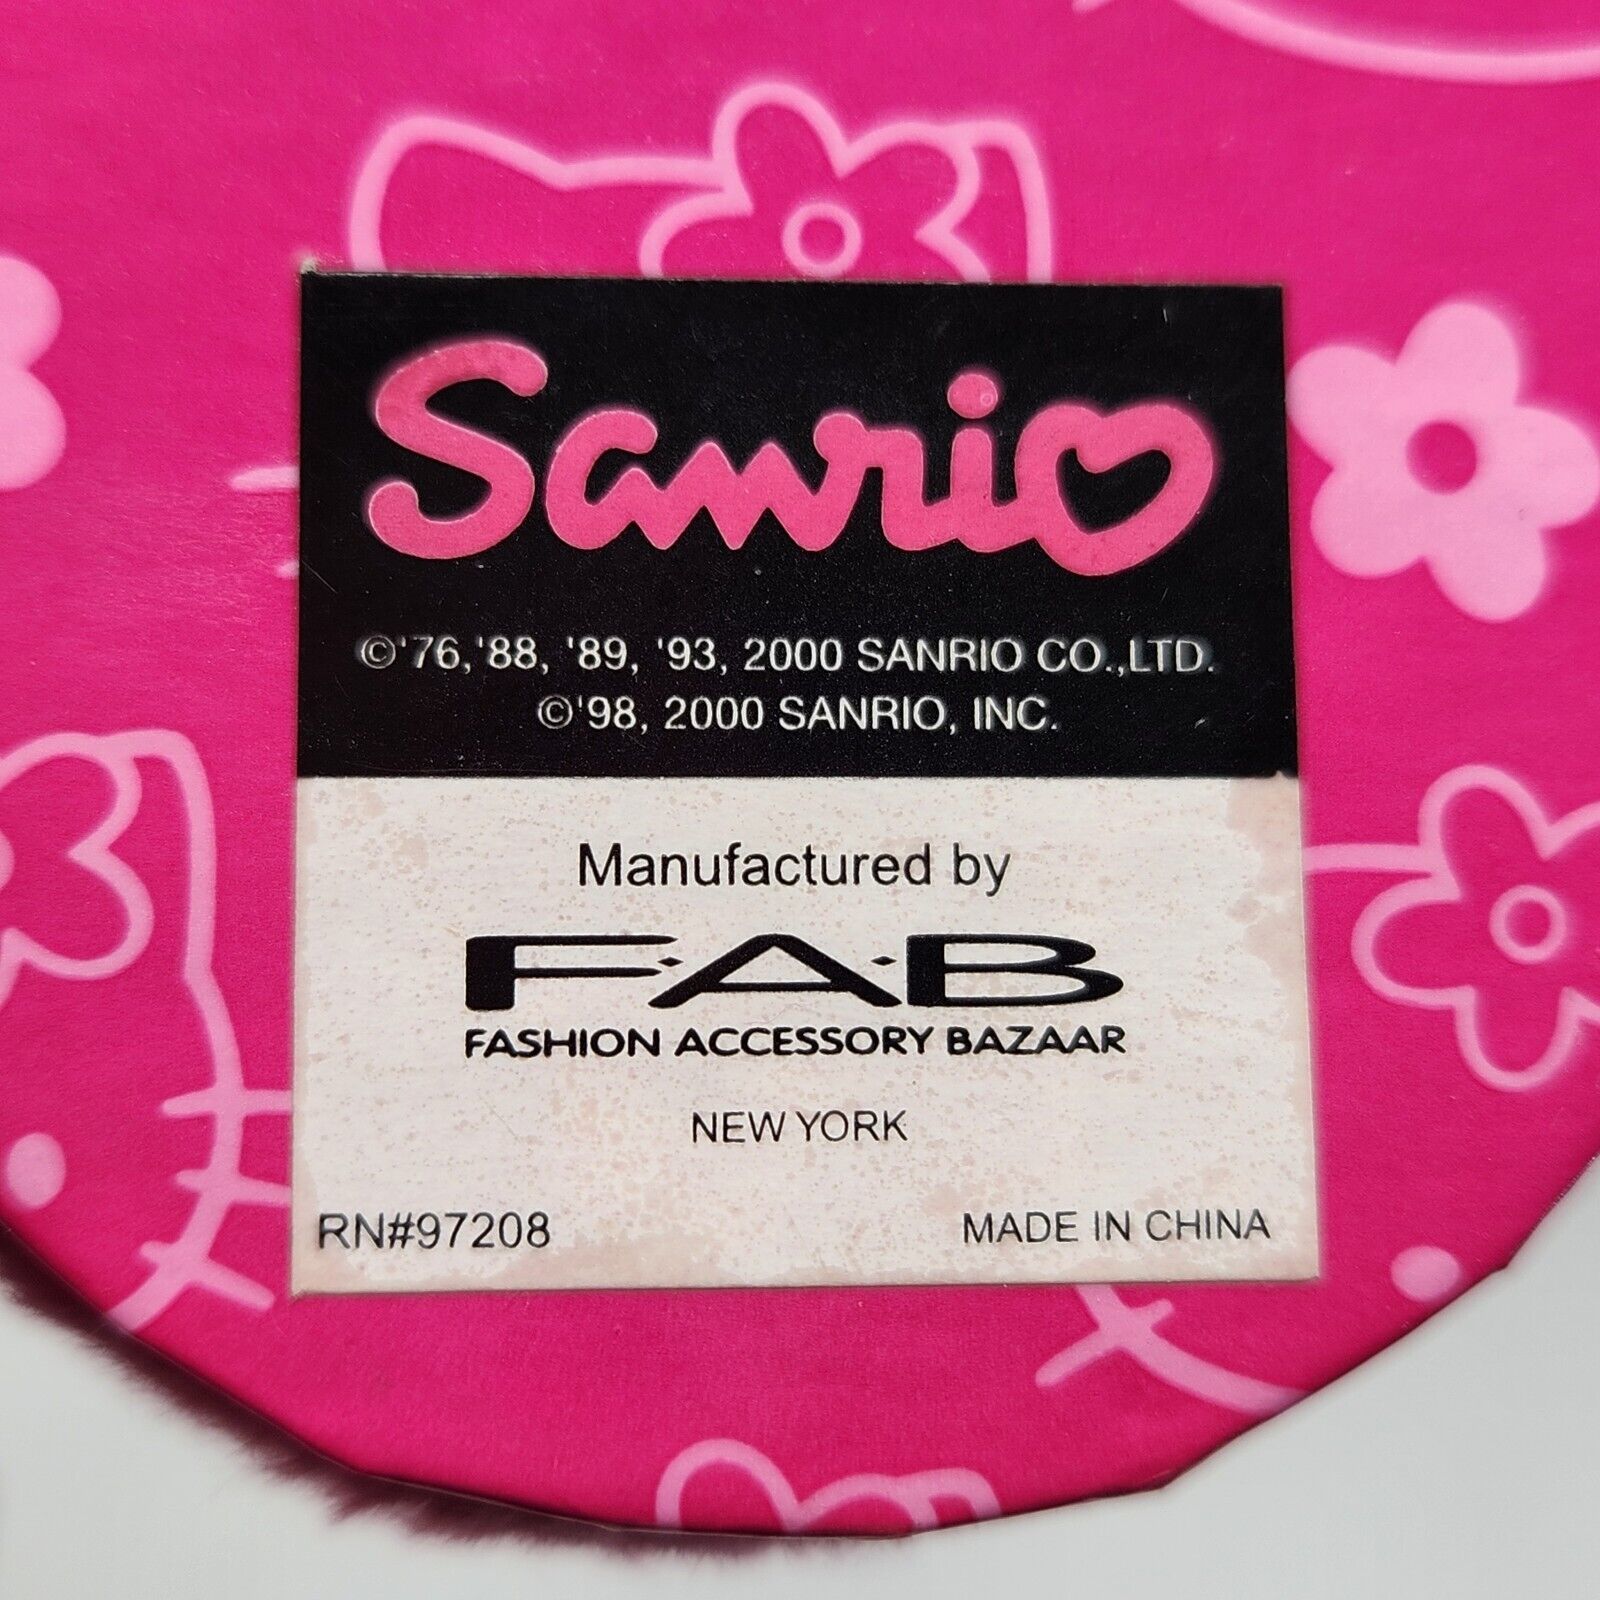 Sanrio
©'76,'88, '89, '93, 2000 SANRIO CO.,LTD.
©'98, 2000 SANRIO, INC.
Manufactured by
F·A·B
FASHION ACCESSORY BAZAAR
NEW YORK
RN#97208 MADE IN CHINA